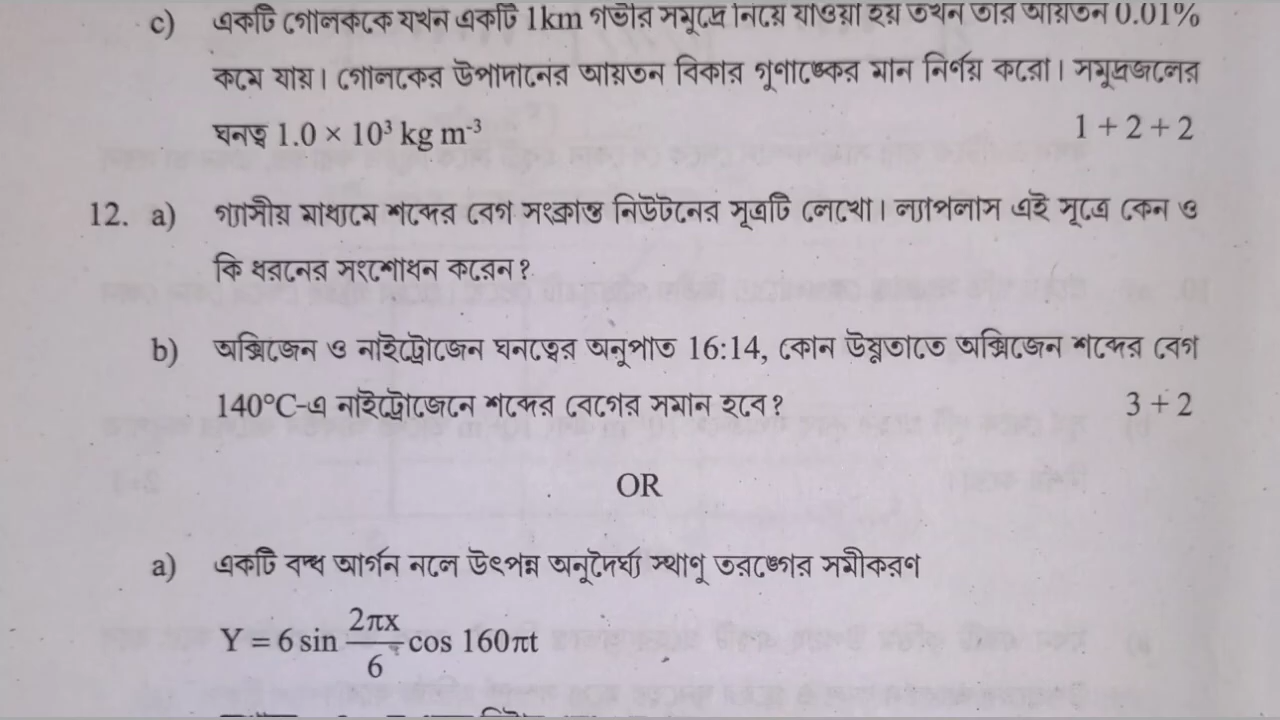 c) একটি গোলককে যখন একটি 1km গভীর সমুদ্রে নিয়ে যাওয়া হয় তখন তার আয়তন 0.01%
কমে যায়। গোলকের উপাদানের আয়তন বিকার গুণাঙ্কের মান নির্ণয় করো। সমুদ্রজলের
ঘনত্ব 1.0 × 10³ kg m⁻³ 1 + 2 + 2
12. a) গ্যাসীয় মাধ্যমে শব্দের বেগ সংক্রান্ত নিউটনের সূত্রটি লেখো। ল্যাপলাস এই সূত্রে কেন ও
কি ধরনের সংশোধন করেন?
b) অক্সিজেন ও নাইট্রোজেন ঘনত্বের অনুপাত 16:14, কোন উষ্ণতাতে অক্সিজেন শব্দের বেগ
140°C-এ নাইট্রোজেনে শব্দের বেগের সমান হবে? 3 + 2
OR
a) একটি বদ্ধ আর্গন নলে উৎপন্ন অনুদৈর্ঘ্য স্থাণু তরঙ্গের সমীকরণ
Y = 6 sin 2πx/6 cos 160πt